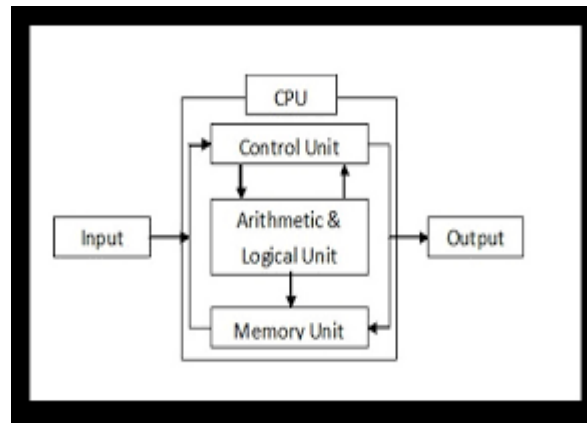 CPU
Control Unit
Input
Arithmetic &
Logical Unit
Output
Memory Unit